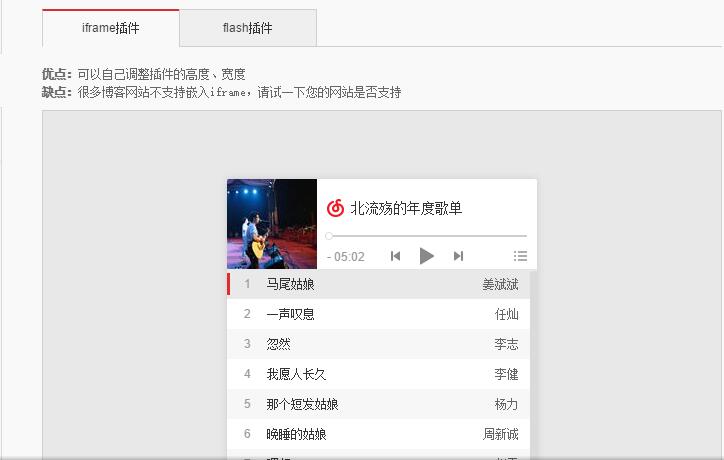 iframe插件
flash插件
优点：可以自己调整插件的高度、宽度
缺点：很多博客网站不支持嵌入iframe，请试一下您的网站是否支持
北流殇的年度歌单
- 05:02
1 马尾姑娘 姜斌斌
2 一声叹息 任灿
3 忽然 李志
4 我愿人长久 李健
5 那个短发姑娘 杨力
6 晚睡的姑娘 周新诚